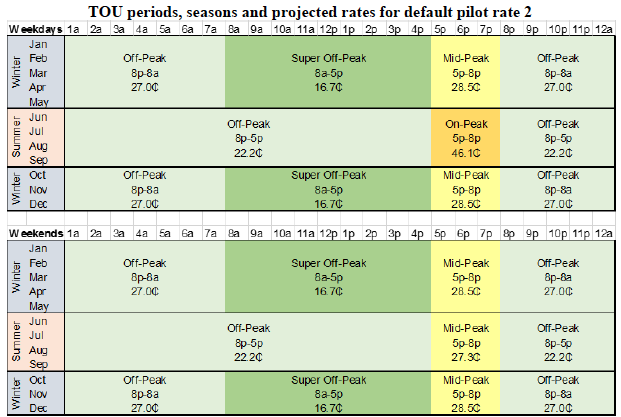 TOU periods, seasons and projected rates for default pilot rate 2
Weekdays 1a 2a 3a 4a 5a 6a 7a 8a 9a 10a 11a 12p 1p 2p 3p 4p 5p 6p 7p 8p 9p 10p 11p 12a
Winter
Jan
Feb Off-Peak Super Off-Peak Mid-Peak Off-Peak
Mar 8p-8a 8a-5p 5p-8p 8p-8a
Apr 27.0¢ 16.7¢ 28.5¢ 27.0¢
May
Summer
Jun Off-Peak On-Peak Off-Peak
Jul 8p-5p 5p-8p 8p-5p
Aug 22.2¢ 46.1¢ 22.2¢
Sep
Winter
Oct Off-Peak Super Off-Peak Mid-Peak Off-Peak
Nov 8p-8a 8a-5p 5p-8p 8p-8a
Dec 27.0¢ 16.7¢ 28.5¢ 27.0¢
Weekends 1a 2a 3a 4a 5a 6a 7a 8a 9a 10a 11a 12p 1p 2p 3p 4p 5p 6p 7p 8p 9p 10p 11p 12a
Winter
Jan
Feb Off-Peak Super Off-Peak Mid-Peak Off-Peak
Mar 8p-8a 8a-5p 5p-8p 8p-8a
Apr 27.0¢ 16.7¢ 28.5¢ 27.0¢
May
Summer
Jun Off-Peak Mid-Peak Off-Peak
Jul 8p-5p 5p-8p 8p-5p
Aug 22.2¢ 27.3¢ 22.2¢
Sep
Winter
Oct Off-Peak Super Off-Peak Mid-Peak Off-Peak
Nov 8p-8a 8a-5p 5p-8p 8p-8a
Dec 27.0¢ 16.7¢ 28.5¢ 27.0¢